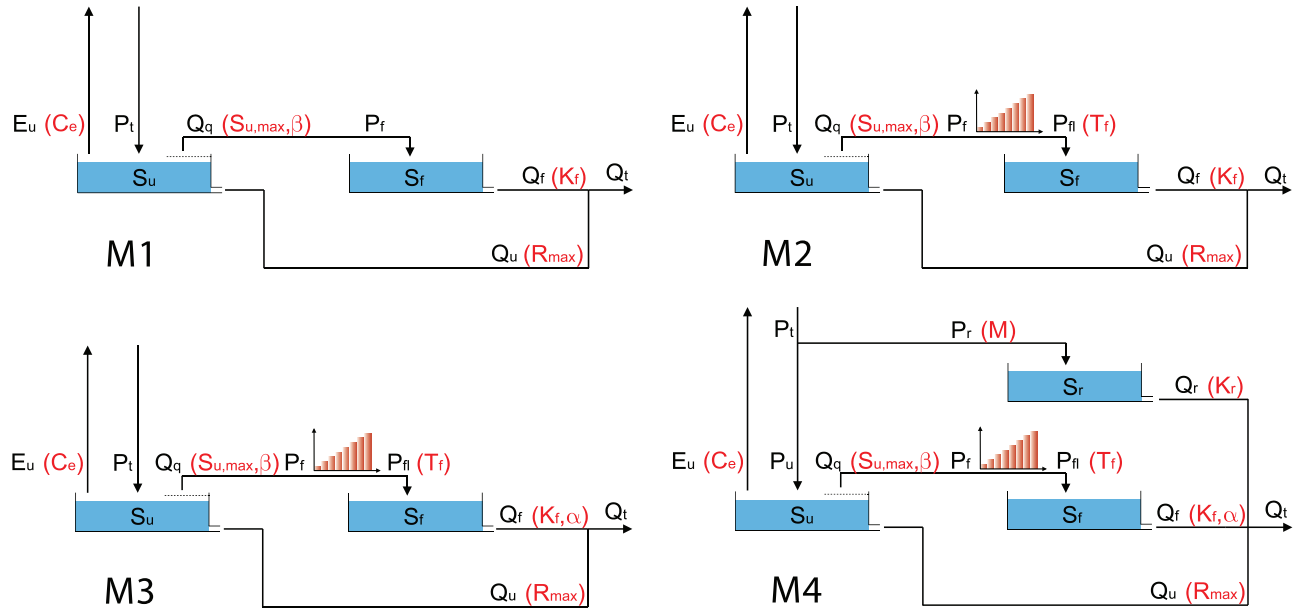 Eu (Ce) Pt Qq (Su,max,β) Pf
Su Sf Qf (Kf) Qt
Qu (Rmax)
M1
Eu (Ce) Pt Qq (Su,max,β) Pf Pfl (Tf)
Su Sf Qf (Kf) Qt
Qu (Rmax)
M2
Eu (Ce) Pt Qq (Su,max,β) Pf Pfl (Tf)
Su Sf Qf (Kf,α) Qt
Qu (Rmax)
M3
Pt Pr (M)
Sr Qr (Kr)
Eu (Ce) Pu Qq (Su,max,β) Pf Pfl (Tf)
Su Sf Qf (Kf,α) Qt
Qu (Rmax)
M4